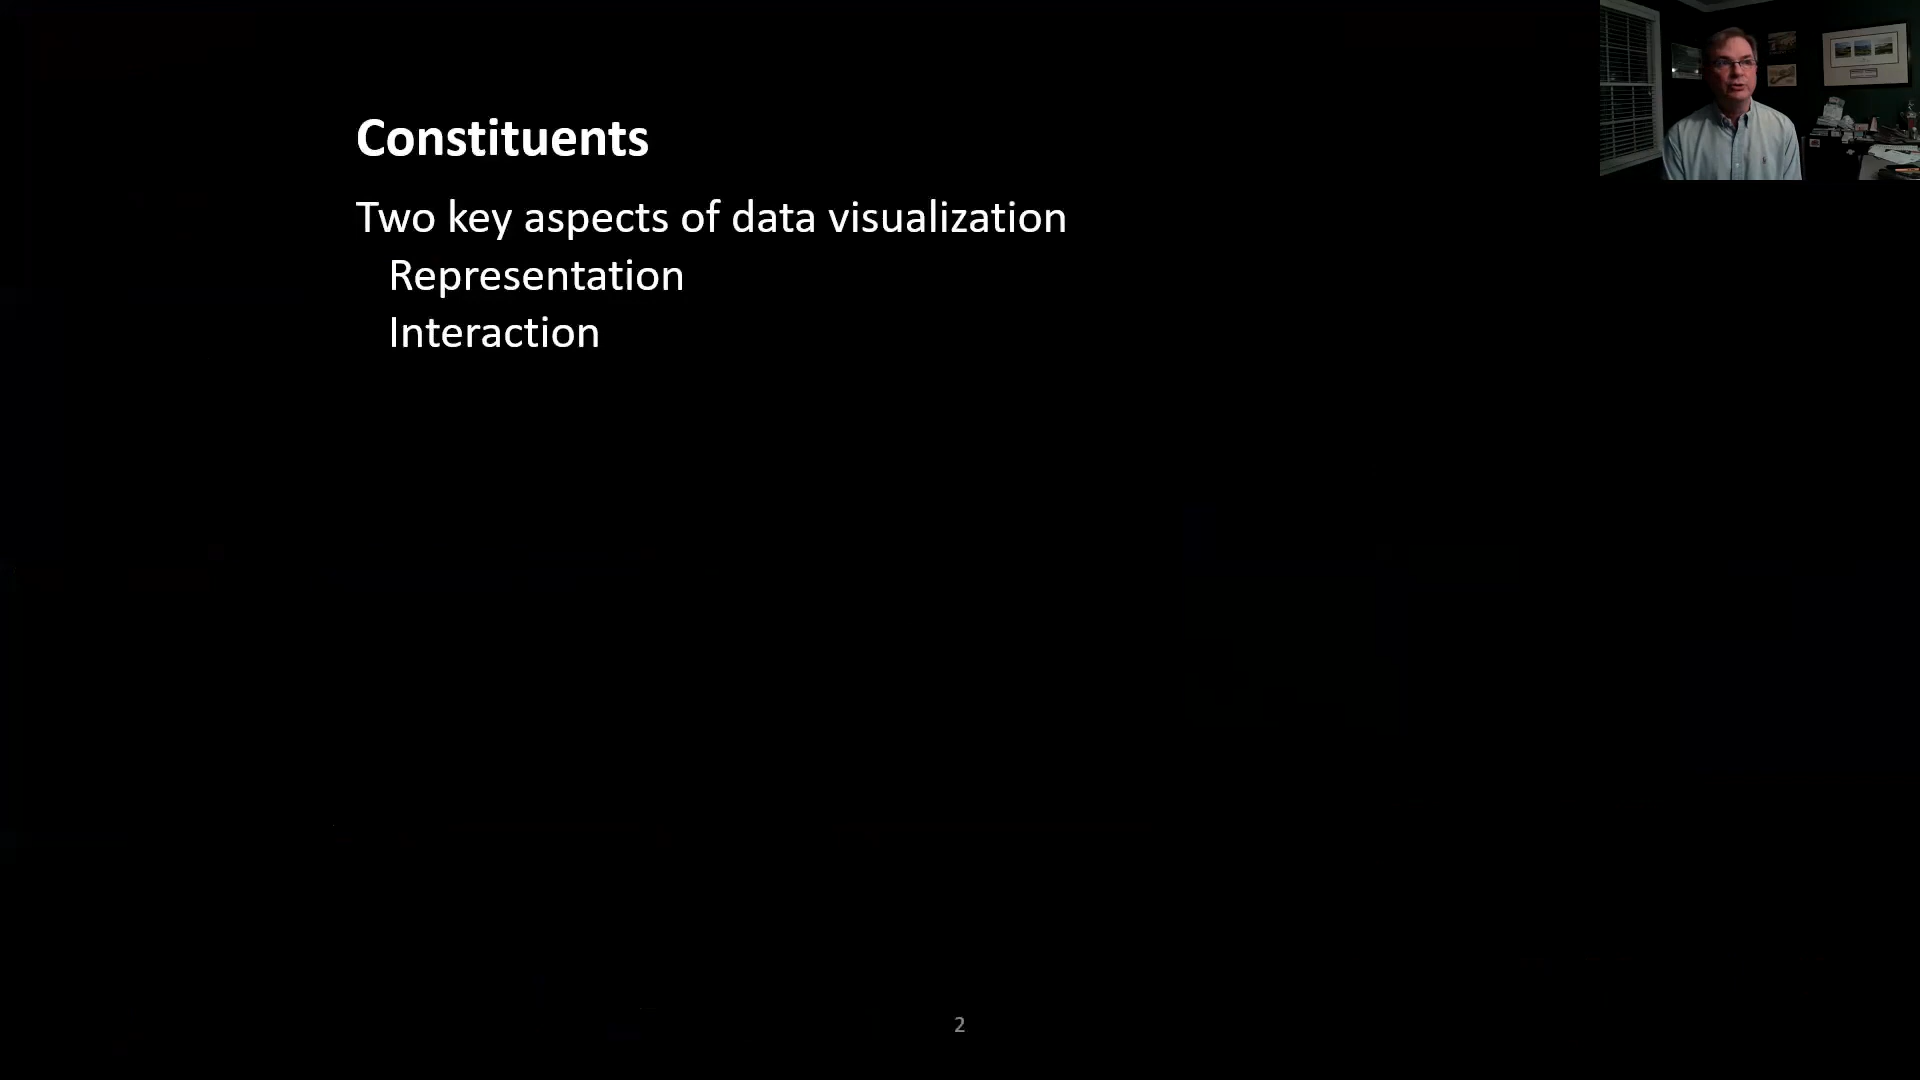 Constituents
Two key aspects of data visualization
Representation
Interaction
2